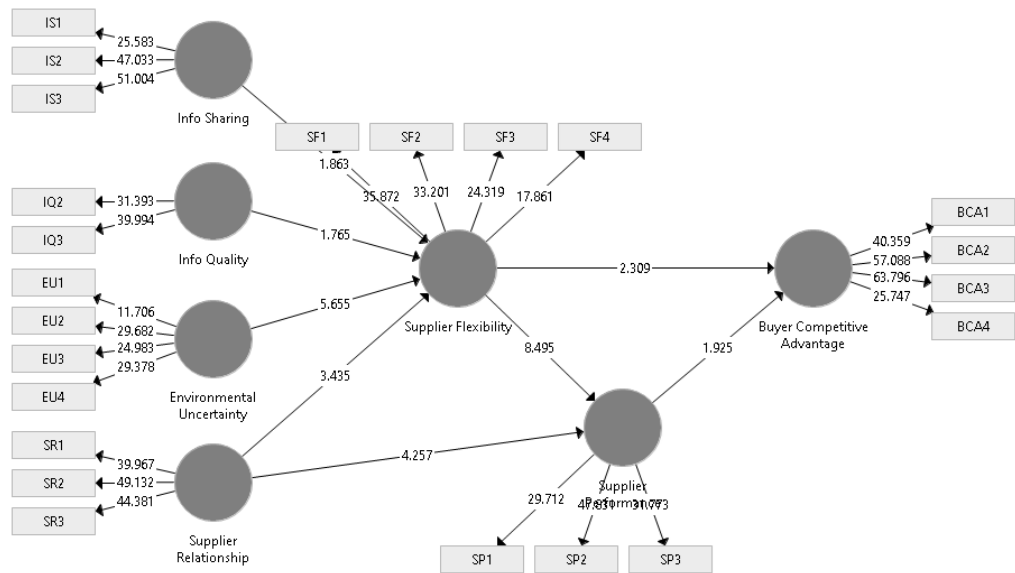 IS1
IS2
IS3
25.583
47.033
51.004
Info Sharing
SF1
SF2
SF3
SF4
1.863
35.872
33.201
24.319
17.861
IQ2
IQ3
31.393
39.994
Info Quality
1.765
EU1
EU2
EU3
EU4
11.706
29.682
24.983
29.378
Environmental
Uncertainty
5.655
Supplier Flexibility
2.309
BCA1
BCA2
BCA3
BCA4
40.359
57.088
63.796
25.747
Buyer Competitive
Advantage
3.435
8.495
1.925
SR1
SR2
SR3
39.967
49.132
44.381
Supplier
Relationship
4.257
Supplier
29.712
SP1
SP2
SP3